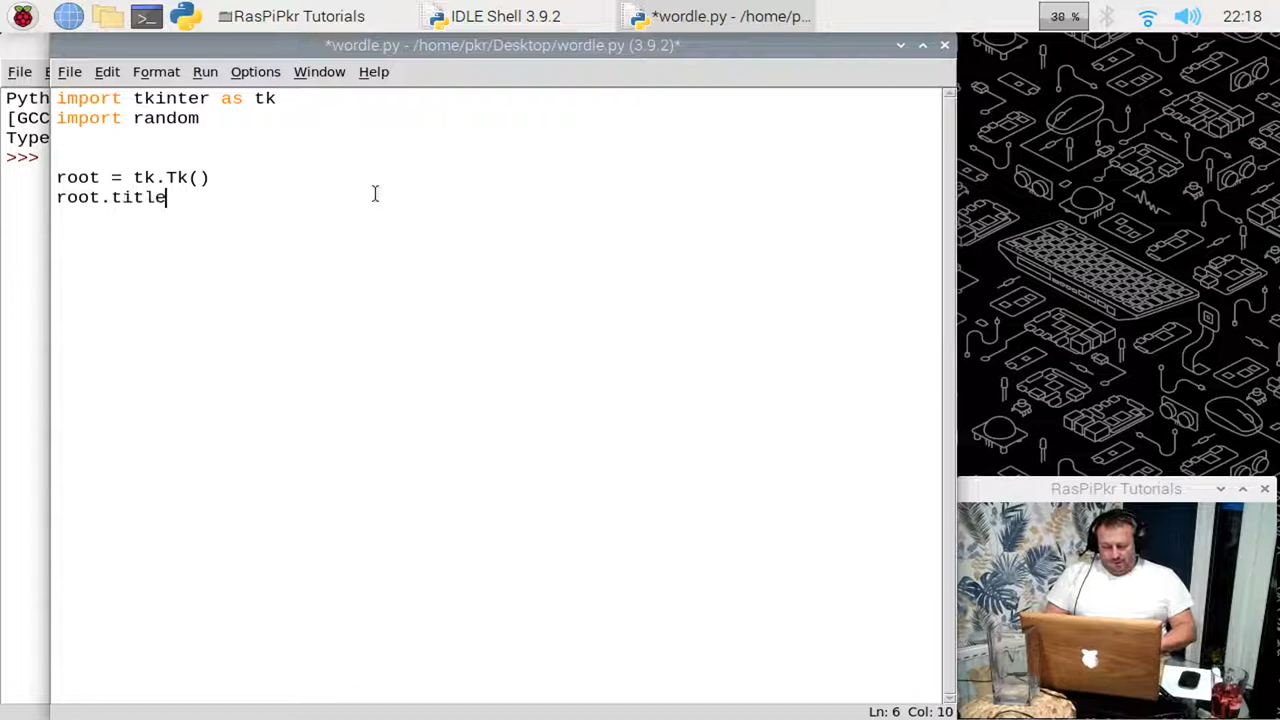 RasPiPkr Tutorials
IDLE Shell 3.9.2
*wordle.py - /home/p...
30 %
22:18
*wordle.py - /home/pkr/Desktop/wordle.py (3.9.2)*
File
E
File Edit Format Run Options Window Help
Pyth
[GCC
Type
>>>
import tkinter as tk
import random
root = tk.Tk()
root.title
Ln: 6 Col: 10
RasPiPkr Tutorials